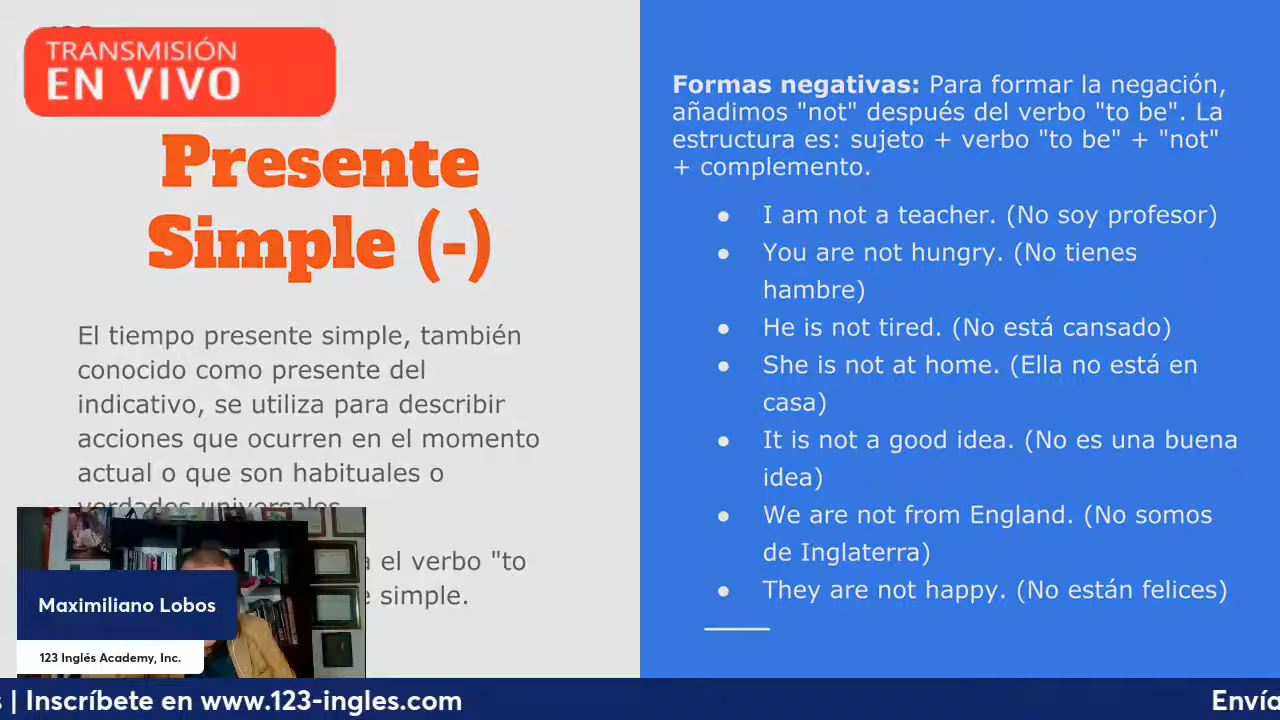 TRANSMISIÓN
EN VIVO
Presente
Simple (-)
El tiempo presente simple, también
conocido como presente del
indicativo, se utiliza para describir
acciones que ocurren en el momento
actual o que son habituales o
verdades universales
a el verbo "to
e simple.
Maximiliano Lobos
123 Inglés Academy, Inc.
Formas negativas: Para formar la negación,
añadimos "not" después del verbo "to be". La
estructura es: sujeto + verbo "to be" + "not"
+ complemento.
● I am not a teacher. (No soy profesor)
● You are not hungry. (No tienes
hambre)
● He is not tired. (No está cansado)
● She is not at home. (Ella no está en
casa)
● It is not a good idea. (No es una buena
idea)
● We are not from England. (No somos
de Inglaterra)
● They are not happy. (No están felices)
s | Inscríbete en www.123-ingles.com
Envía